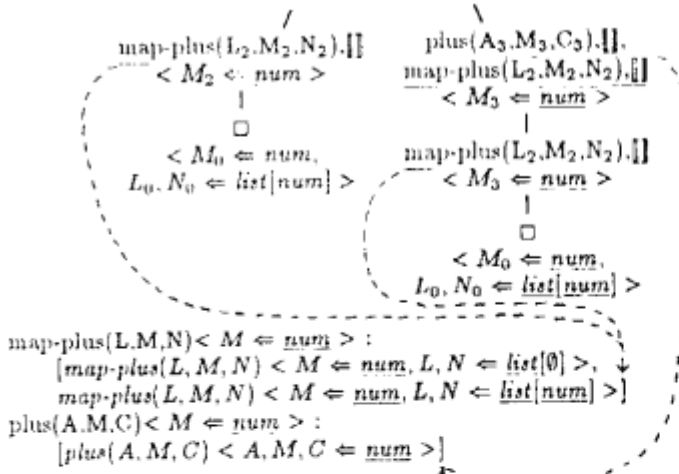 map-plus(L₂,M₂,N₂),[]
< M₂ ⇐ num >
□
< M₀ ⇐ num,
L₀, N₀ ⇐ list[num] >
plus(A₃,M₃,C₃),[],
map-plus(L₂,M₂,N₂),[]
< M₃ ⇐ num >
map-plus(L₂,M₂,N₂),[]
< M₃ ⇐ num >
□
< M₀ ⇐ num,
L₀, N₀ ⇐ list[num] >
map-plus(L,M,N)< M ⇐ num > :
[map-plus(L, M, N) < M ⇐ num, L, N ⇐ list[∅] >,
map-plus(L, M, N) < M ⇐ num, L, N ⇐ list[num] >]
plus(A,M,C)< M ⇐ num > :
[plus(A, M, C) < A, M, C ⇐ num >]